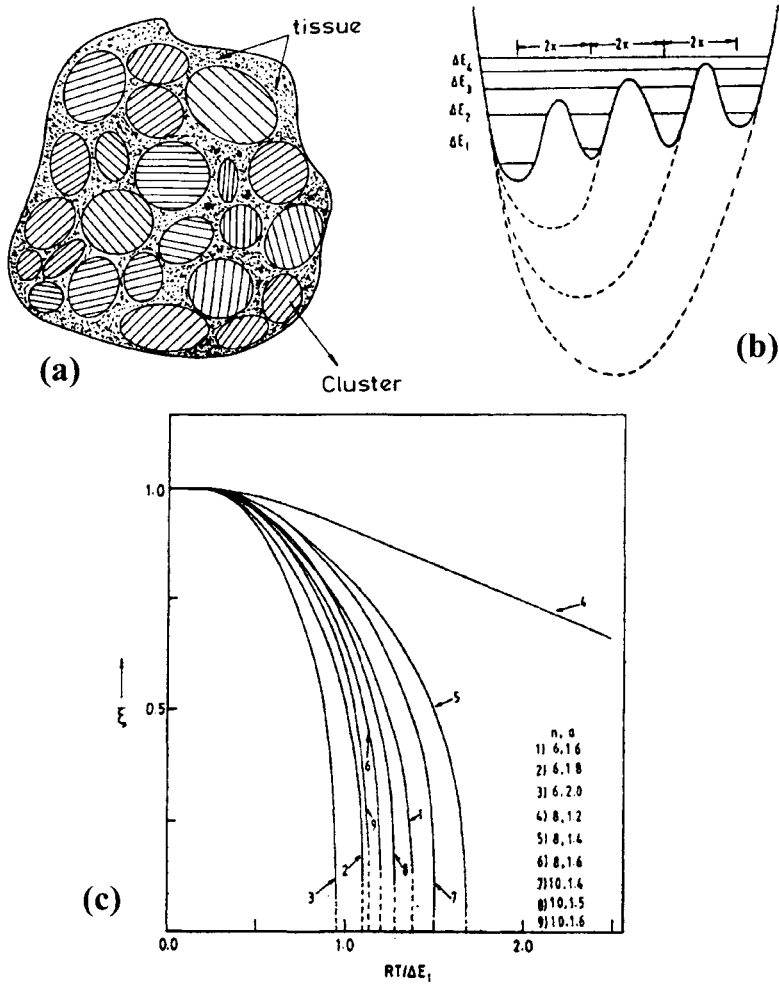 tissue
Cluster
(a)
2x 2x 2x
ΔE₄
ΔE₃
ΔE₂
ΔE₁
(b)
1.0
0.5
ξ
4
5
6
1
9
2
8
3
7
n, a
1) 6,1.6
2) 6,1.8
3) 6,2.0
4) 8,1.2
5) 8,1.4
6) 8,1.6
7) 10,1.4
8) 10,1.5
9) 10,1.6
(c)
0.0 1.0 2.0
RT/ΔE₁